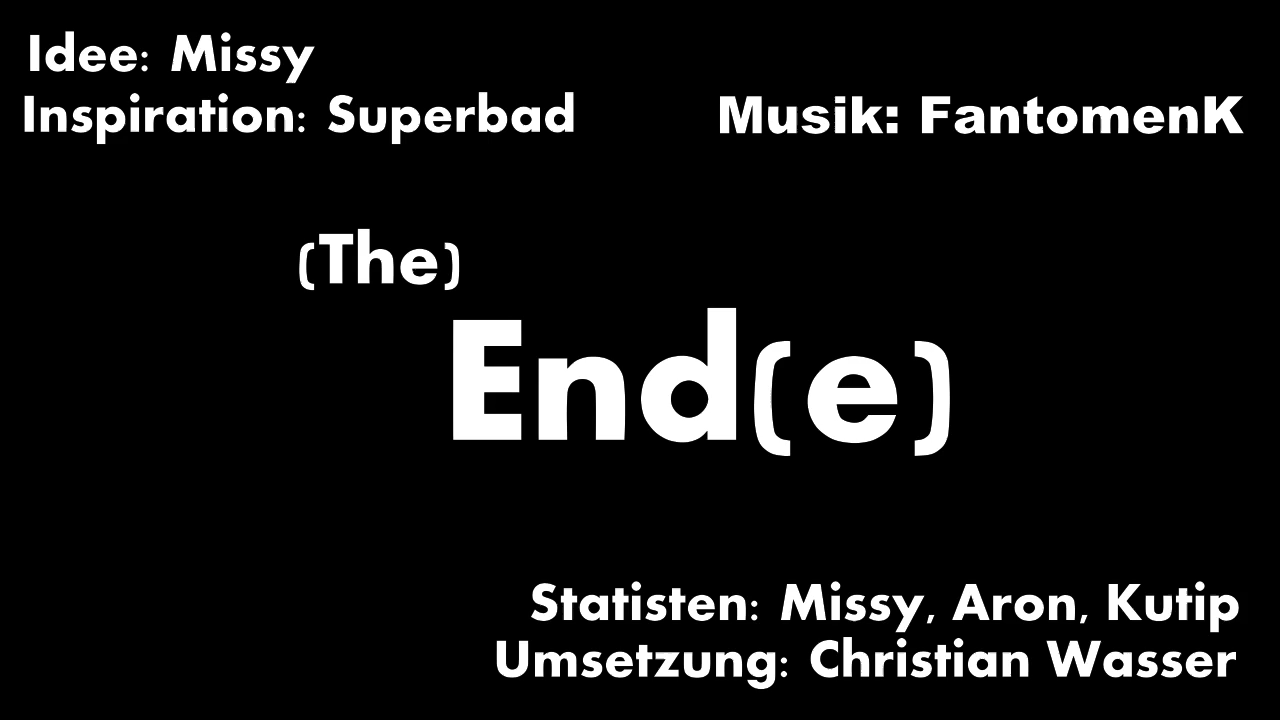 Idee: Missy
Inspiration: Superbad
Musik: FantomenK
(The)
End(e)
Statisten: Missy, Aron, Kutip
Umsetzung: Christian Wasser